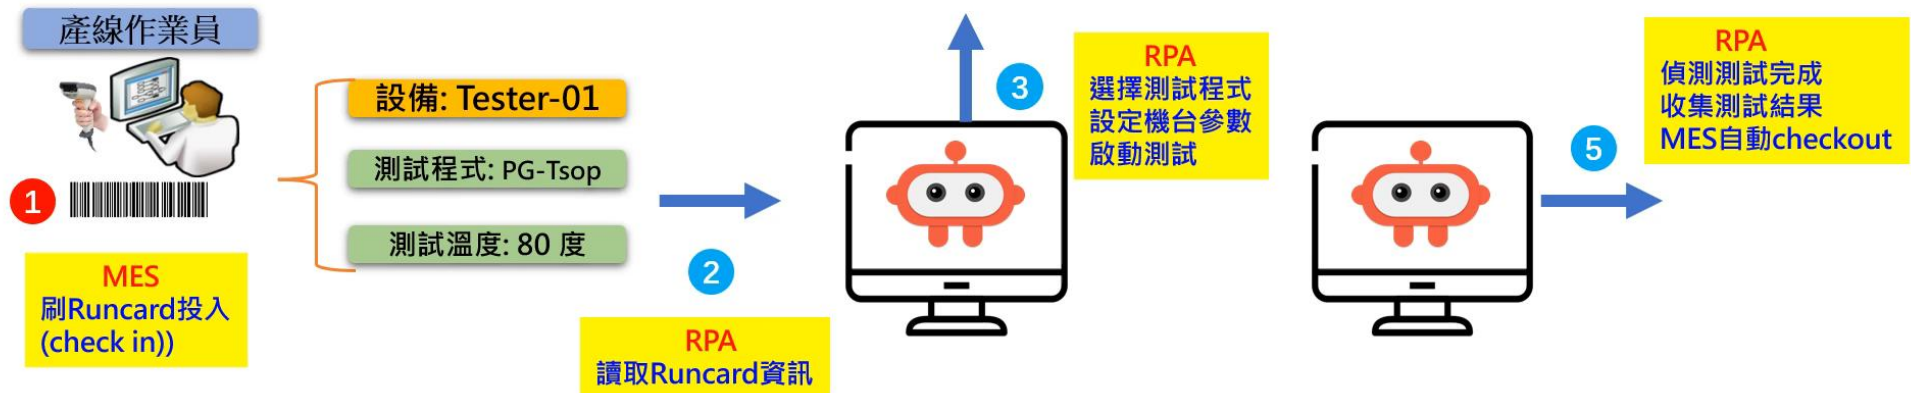 產線作業員
1
MES
刷Runcard投入
(check in))
設備: Tester-01
測試程式: PG-Tsop
測試溫度: 80 度
2
RPA
讀取Runcard資訊
3
RPA
選擇測試程式
設定機台參數
啟動測試
5
RPA
偵測測試完成
收集測試結果
MES自動checkout